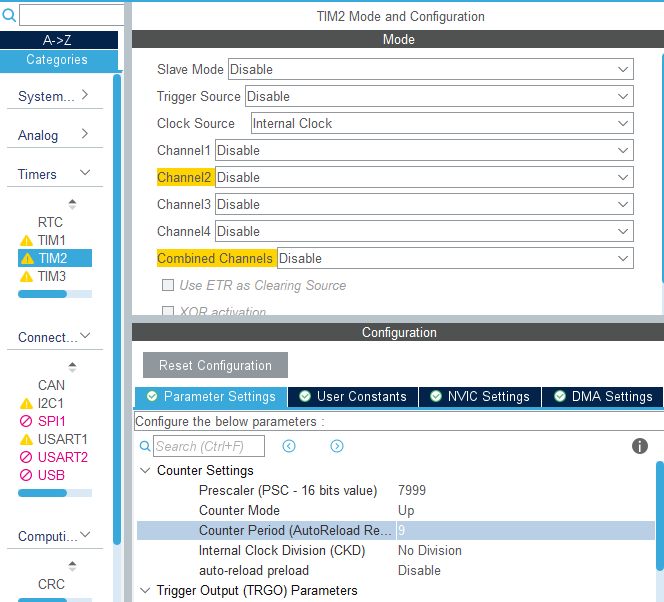 TIM2 Mode and Configuration
A->Z
Categories
System...
Analog
Timers
RTC
TIM1
TIM2
TIM3
Connect...
CAN
I2C1
SPI1
USART1
USART2
USB
Computi...
CRC
Mode
Slave Mode Disable
Trigger Source Disable
Clock Source Internal Clock
Channel1 Disable
Channel2 Disable
Channel3 Disable
Channel4 Disable
Combined Channels Disable
Use ETR as Clearing Source
XOR activation
Configuration
Reset Configuration
Parameter Settings User Constants NVIC Settings DMA Settings
Configure the below parameters :
Search (Ctrl+F)
Counter Settings
Prescaler (PSC - 16 bits value) 7999
Counter Mode Up
Counter Period (AutoReload Re... 9
Internal Clock Division (CKD) No Division
auto-reload preload Disable
Trigger Output (TRGO) Parameters